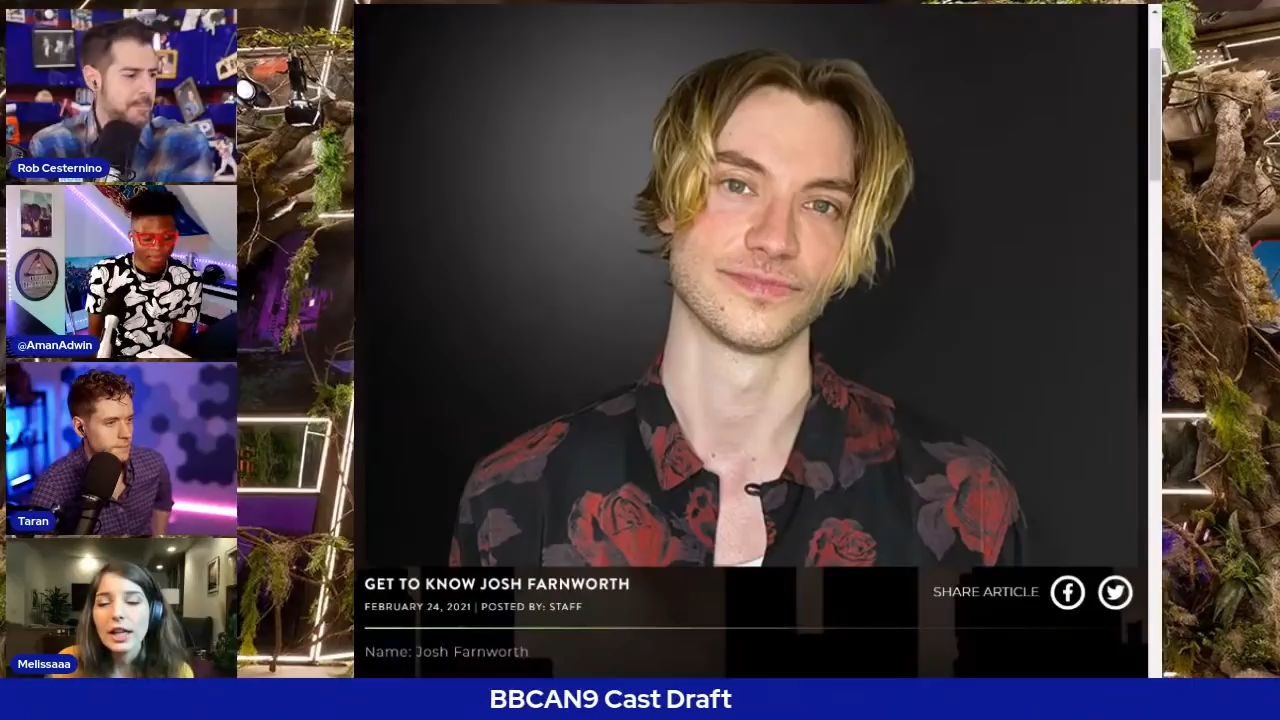 Rob Cesternino
@AmanAdwin
Taran
Melissaaa
GET TO KNOW JOSH FARNWORTH
FEBRUARY 24, 2021 | POSTED BY: STAFF
SHARE ARTICLE
Name: Josh Farnworth
BBCAN9 Cast Draft